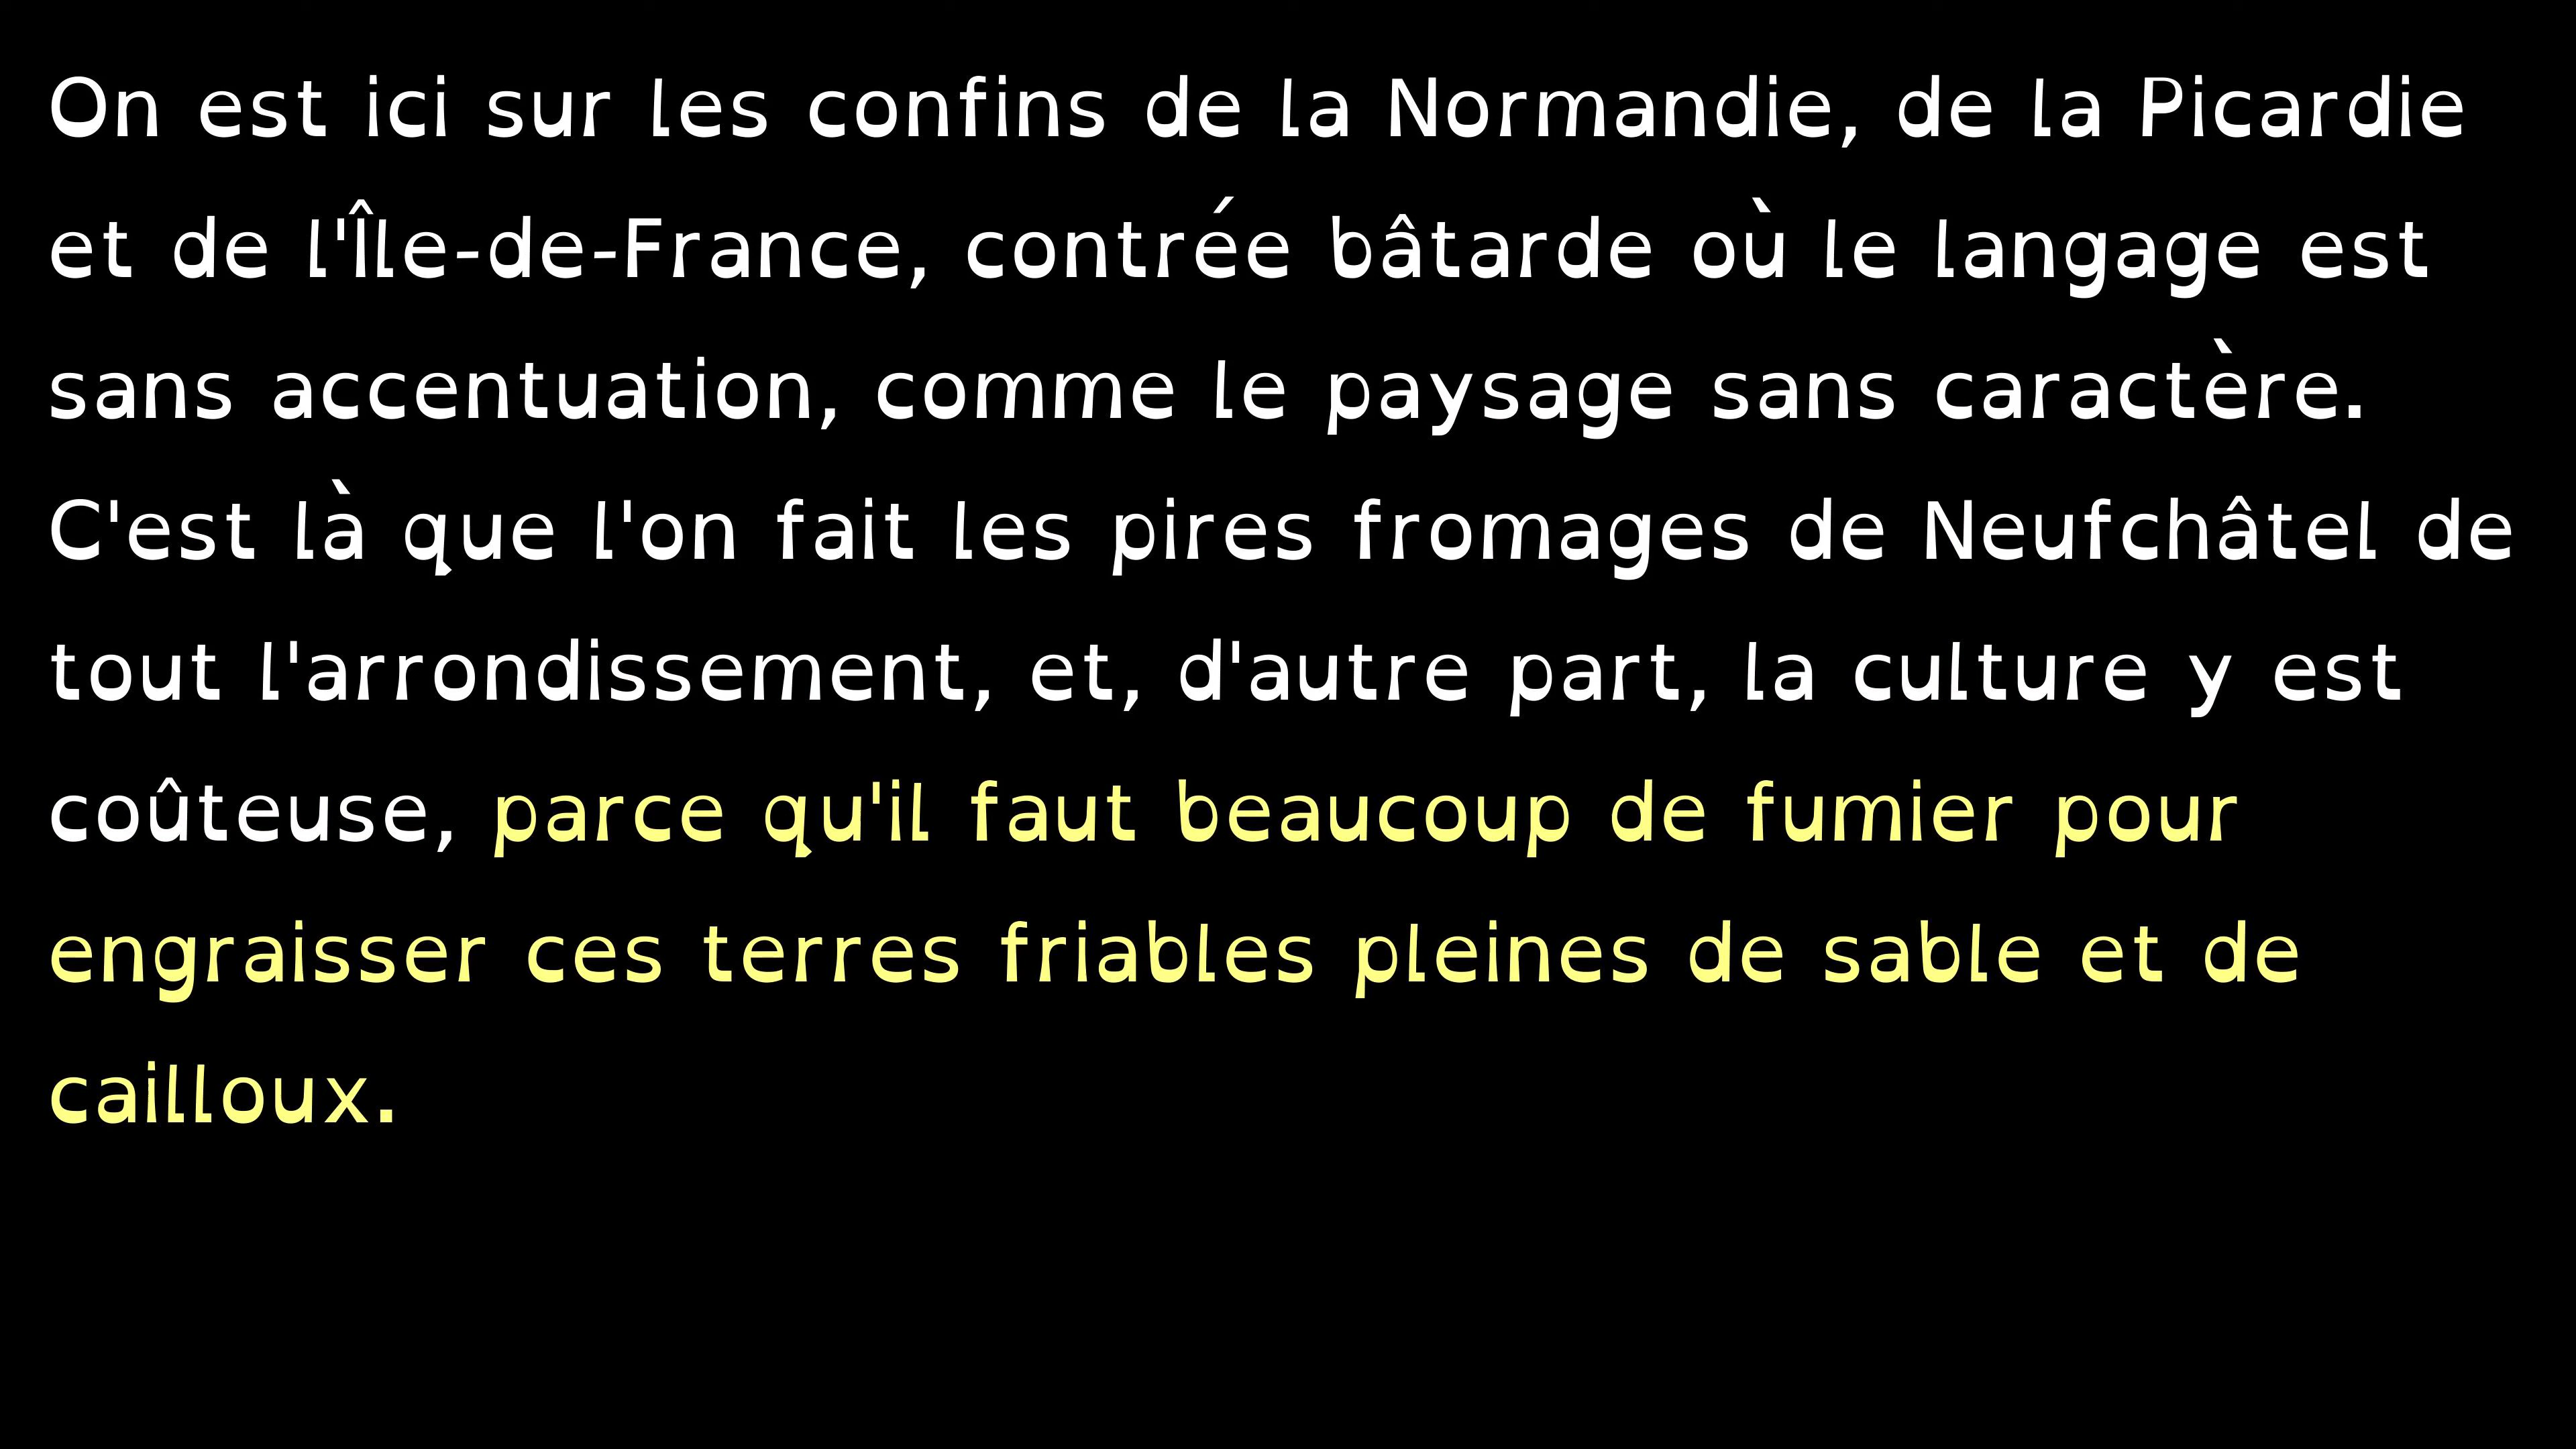 On est ici sur les confins de la Normandie, de la Picardie
et de l'Île-de-France, contrée bâtarde où le langage est
sans accentuation, comme le paysage sans caractère.
C'est là que l'on fait les pires fromages de Neufchâtel de
tout l'arrondissement, et, d'autre part, la culture y est
coûteuse, parce qu'il faut beaucoup de fumier pour
engraisser ces terres friables pleines de sable et de
cailloux.